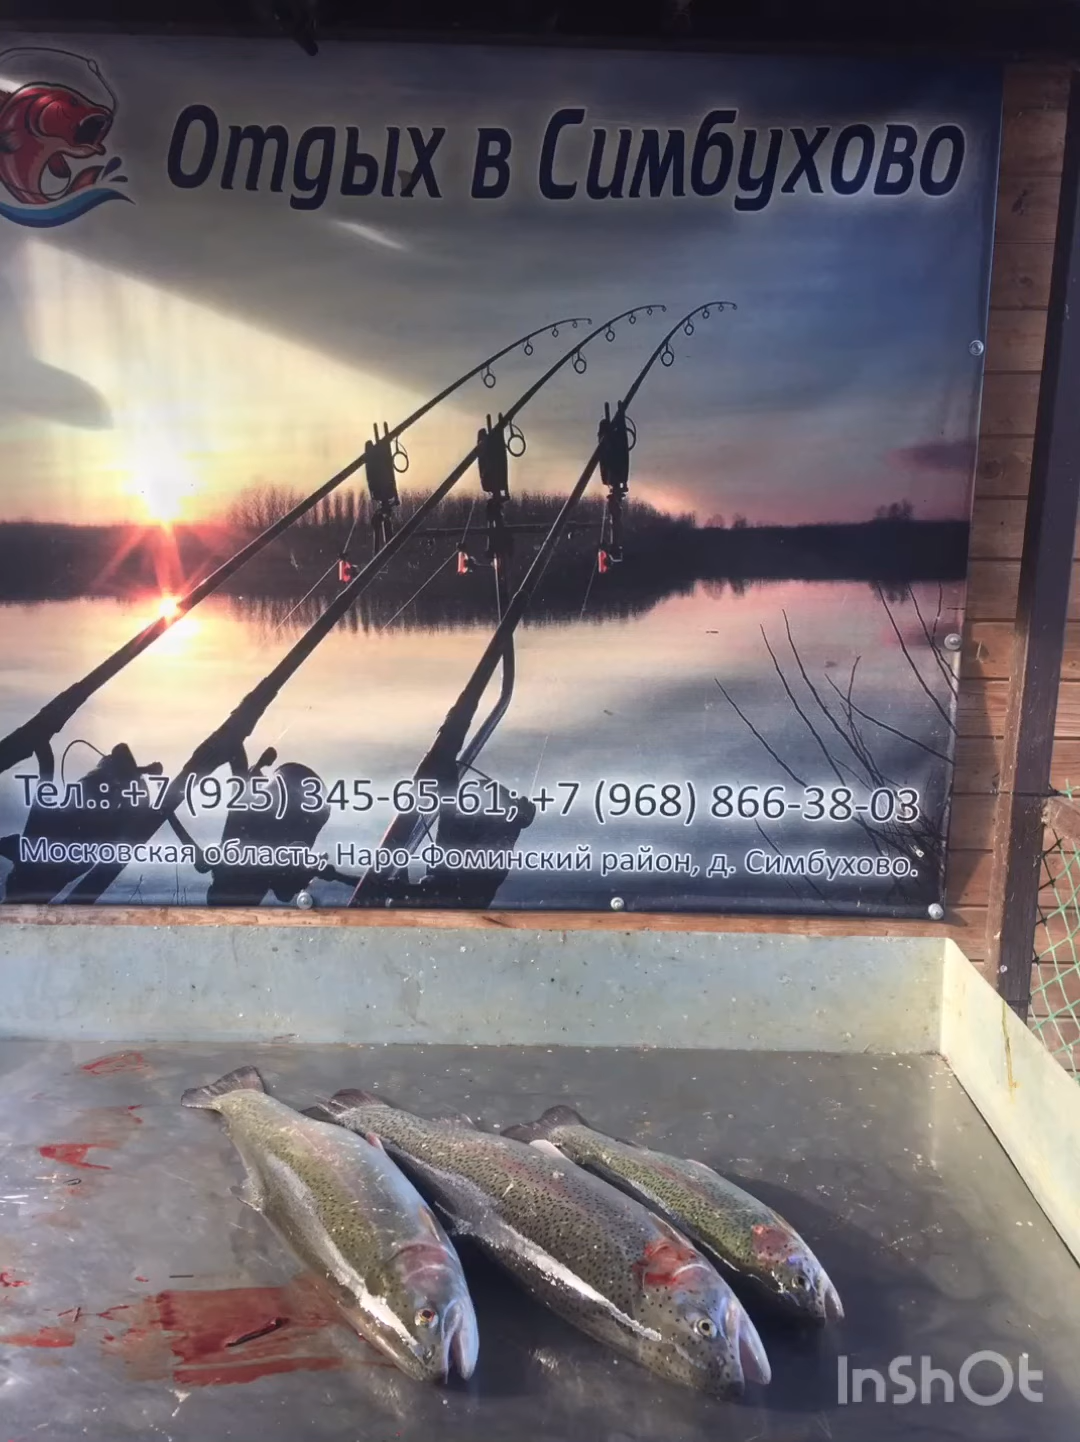 Отдых в Симбухово
Тел.: +7 (925) 345-65-61; +7 (968) 866-38-03
Московская область, Наро-Фоминский район, д. Симбухово.
InShOt